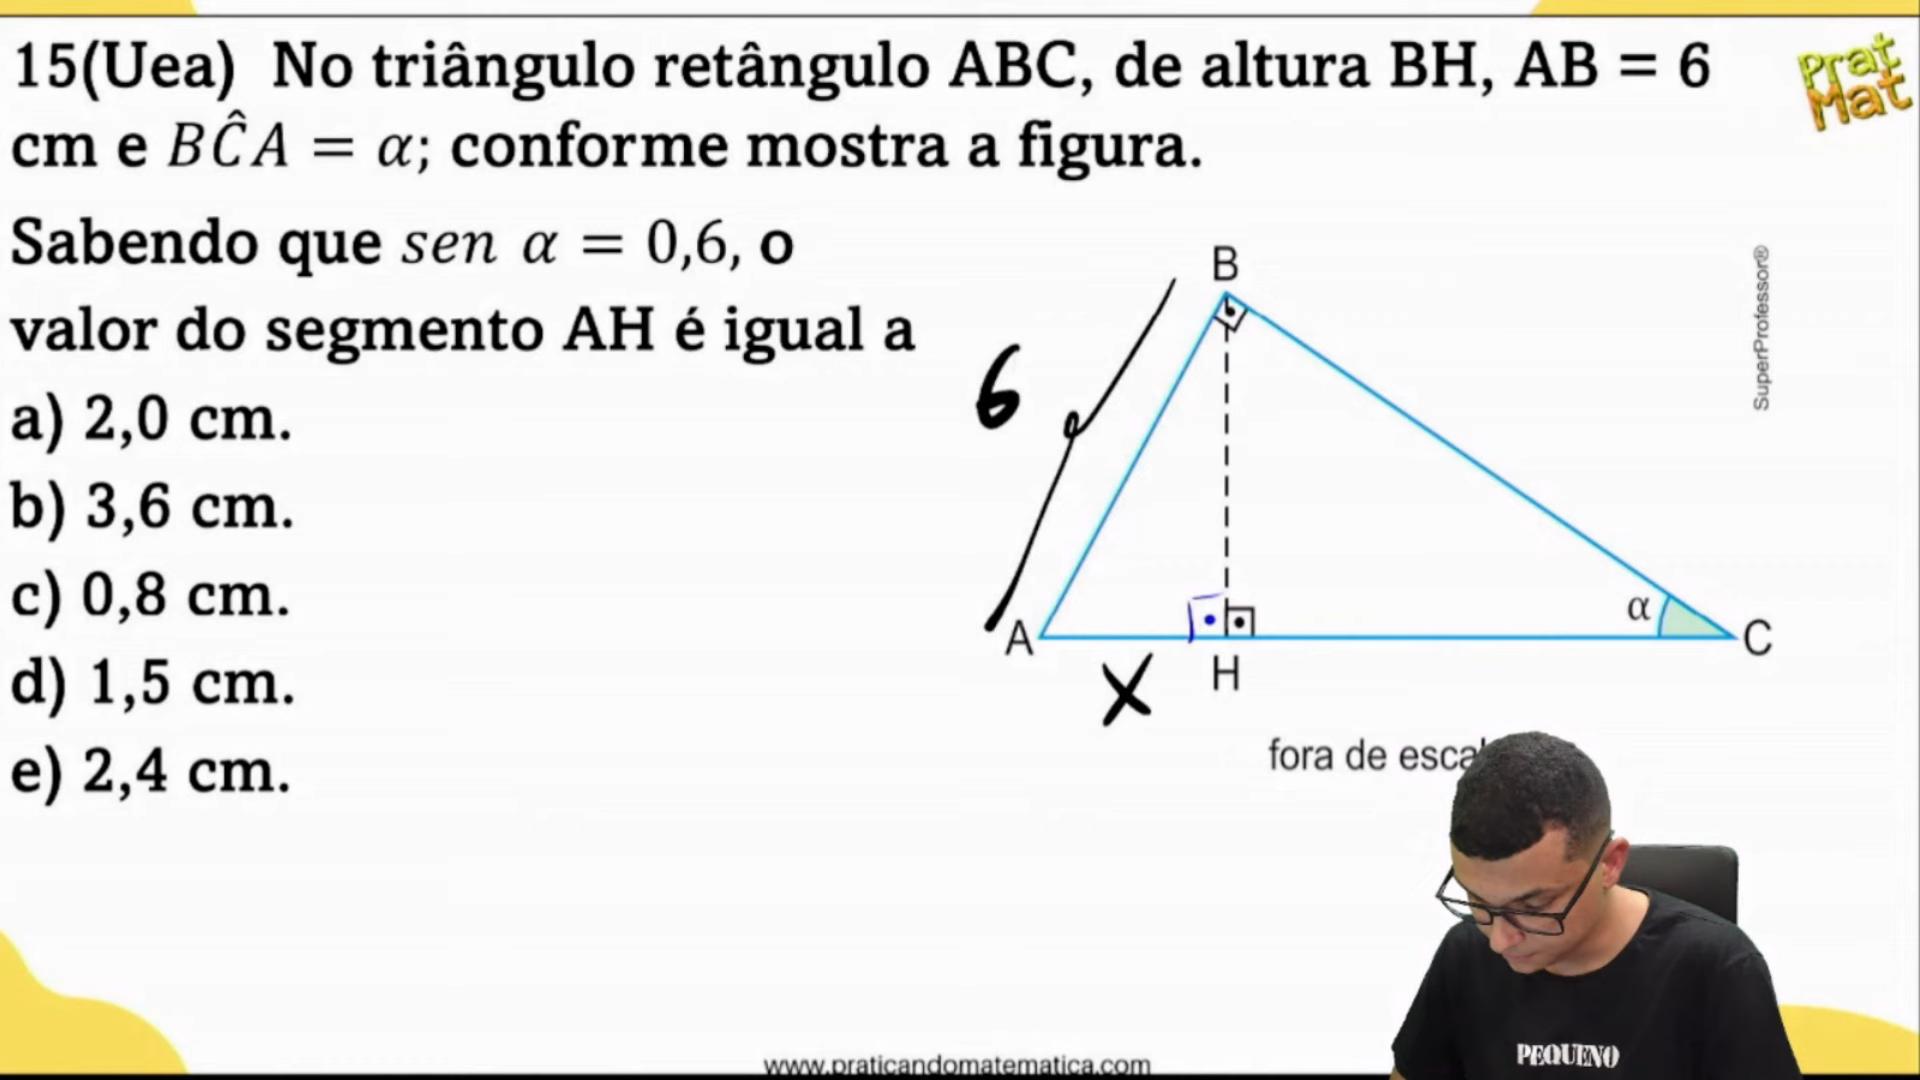 15(Uea) No triângulo retângulo ABC, de altura BH, AB = 6
cm e BĈA = α; conforme mostra a figura.
Sabendo que sen α = 0,6, o
valor do segmento AH é igual a
a) 2,0 cm.
b) 3,6 cm.
c) 0,8 cm.
d) 1,5 cm.
e) 2,4 cm.
Prat
Mat
B
SuperProfessor®
6
α
A
C
X
H
fora de esca
PEQUENO
www.praticandomatematica.com